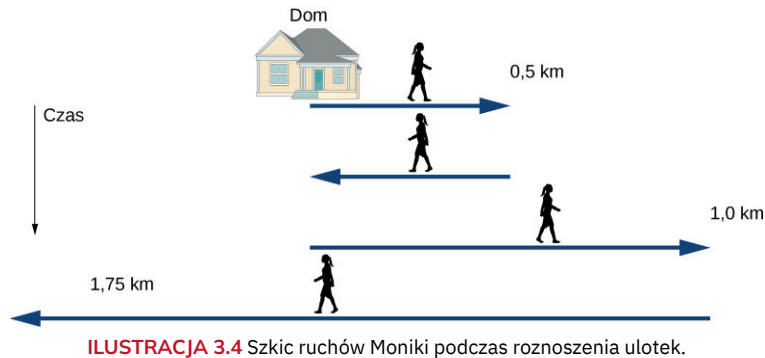 Dom
0,5 km
Czas
1,0 km
1,75 km
ILUSTRACJA 3.4 Szkic ruchów Moniki podczas roznoszenia ulotek.